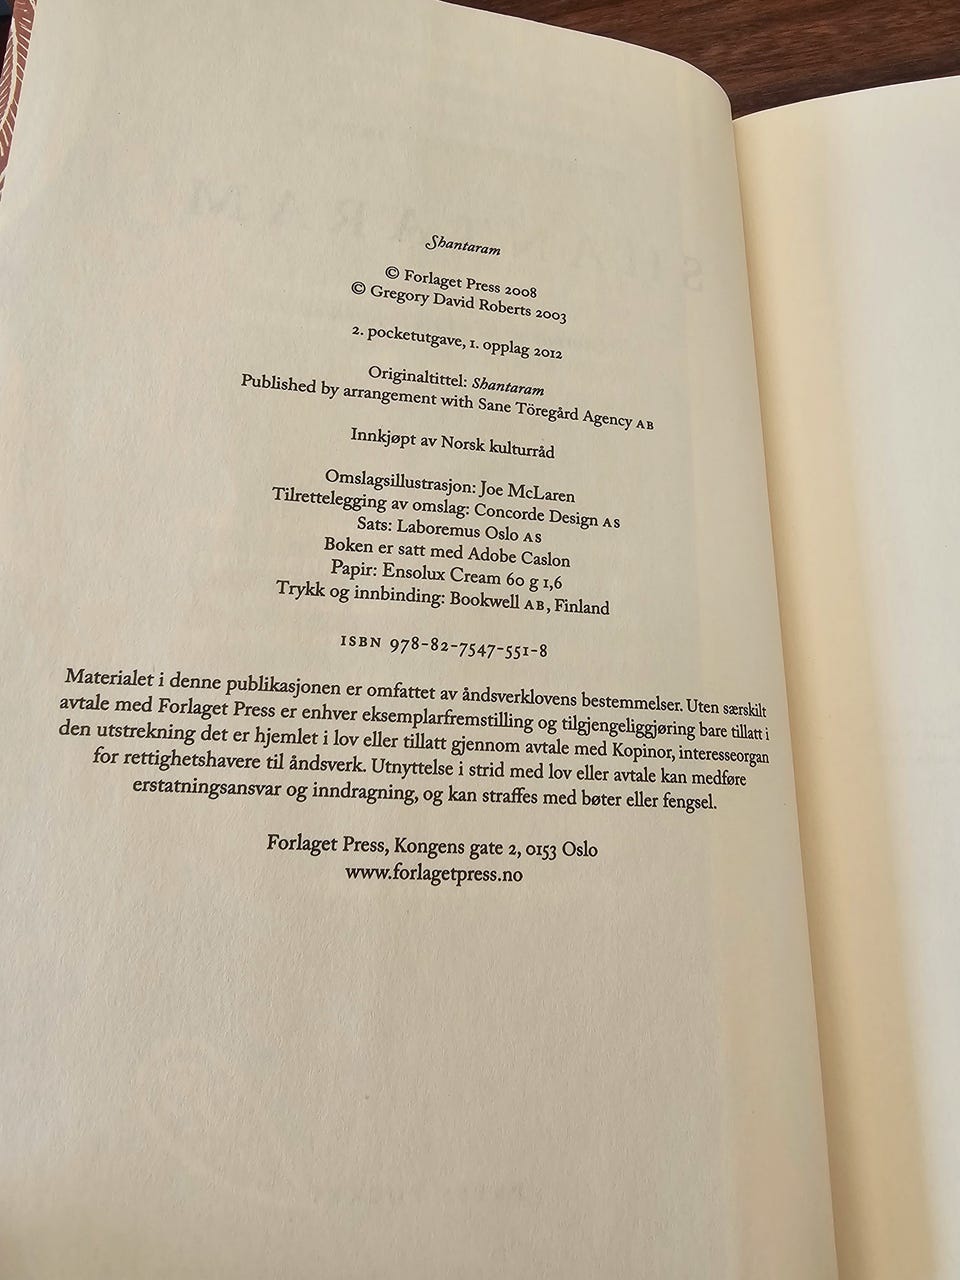 Shantaram
© Forlaget Press 2008
© Gregory David Roberts 2003
2. pocketutgave, 1. opplag 2012
Originaltittel: Shantaram
Published by arrangement with Sane Töregård Agency AB
Innkjøpt av Norsk kulturråd
Omslagsillustrasjon: Joe McLaren
Tilrettelegging av omslag: Concorde Design AS
Sats: Laboremus Oslo AS
Boken er satt med Adobe Caslon
Papir: Ensolux Cream 60 g 1,6
Trykk og innbinding: Bookwell AB, Finland
ISBN 978-82-7547-551-8
Materialet i denne publikasjonen er omfattet av åndsverklovens bestemmelser. Uten særskilt
avtale med Forlaget Press er enhver eksemplarfremstilling og tilgjengeliggjøring bare tillatt i
den utstrekning det er hjemlet i lov eller tillatt gjennom avtale med Kopinor, interesseorgan
for rettighetshavere til åndsverk. Utnyttelse i strid med lov eller avtale kan medføre
erstatningsansvar og inndragning, og kan straffes med bøter eller fengsel.
Forlaget Press, Kongens gate 2, 0153 Oslo
www.forlagetpress.no